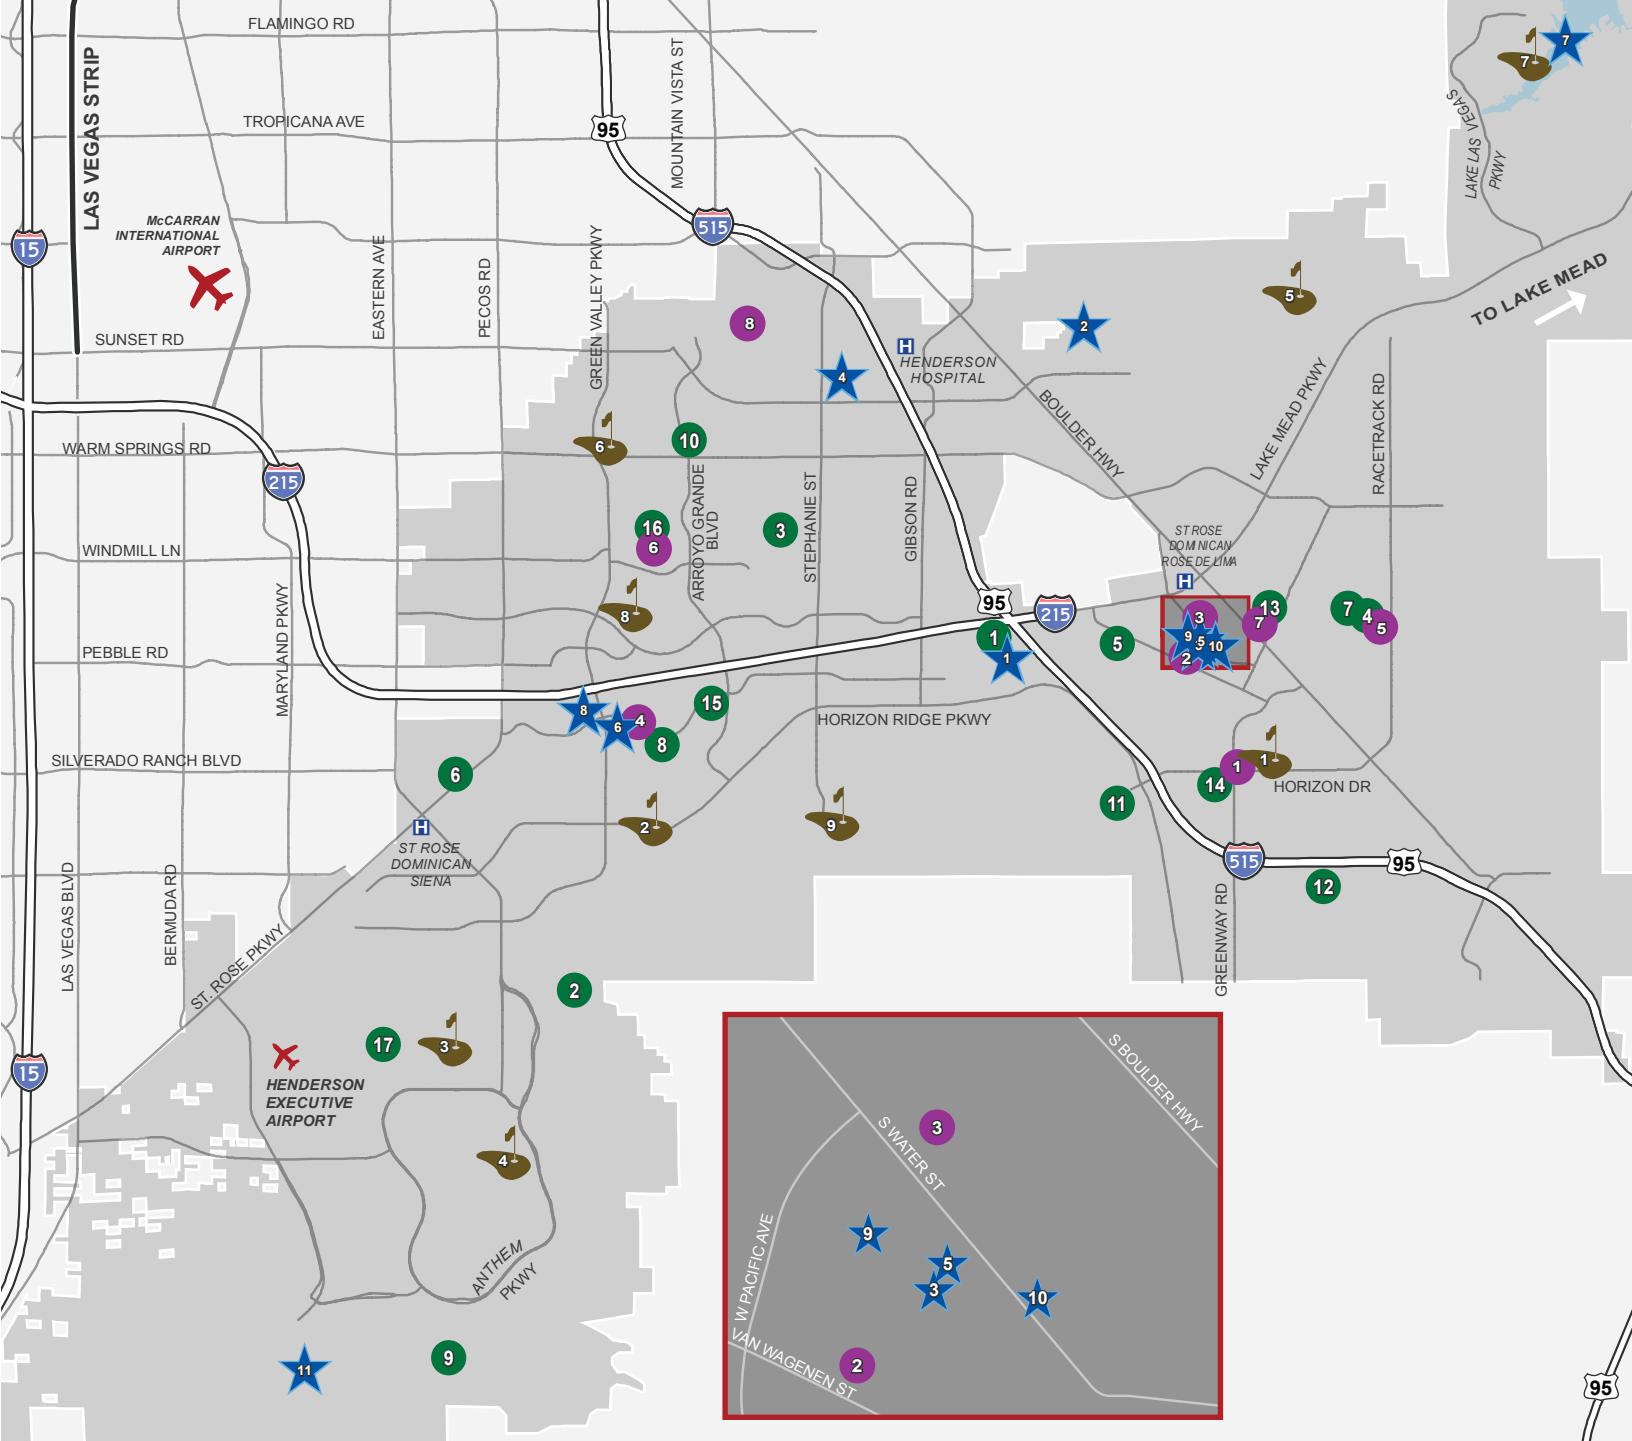 FLAMINGO RD
7
7
LAS VEGAS STRIP
MOUNTAIN VISTA ST
TROPICANA AVE
95
LAKE LAS VEGAS
PKWY
McCARRAN
INTERNATIONAL
AIRPORT
515
15
EASTERN AVE
PECOS RD
GREEN VALLEY PKWY
TO LAKE MEAD
5
8
2
SUNSET RD
H
HENDERSON
HOSPITAL
4
BOULDER HWY
LAKE MEAD PKWY
RACETRACK RD
WARM SPRINGS RD
6
10
215
ARROYO GRANDE
BLVD
STEPHANIE ST
GIBSON RD
16
6
3
WINDMILL LN
ST ROSE
DOMINICAN
ROSE DE LIMA
H
MARYLAND PKWY
8
95
215
1
1
5
3
9
5
10
2
13
7
7
4
5
PEBBLE RD
8
6
4
8
15
HORIZON RIDGE PKWY
SILVERADO RANCH BLVD
6
1
1
14
HORIZON DR
11
H
ST ROSE
DOMINICAN
SIENA
2
9
515
95
12
LAS VEGAS BLVD
BERMUDA RD
ST. ROSE PKWY
GREENWAY RD
2
17
3
15
HENDERSON
EXECUTIVE
AIRPORT
4
ANTHEM
PKWY
11
9
S BOULDER HWY
3
S WATER ST
W PACIFIC AVE
9
5
3
10
VAN WAGENEN ST
2
95